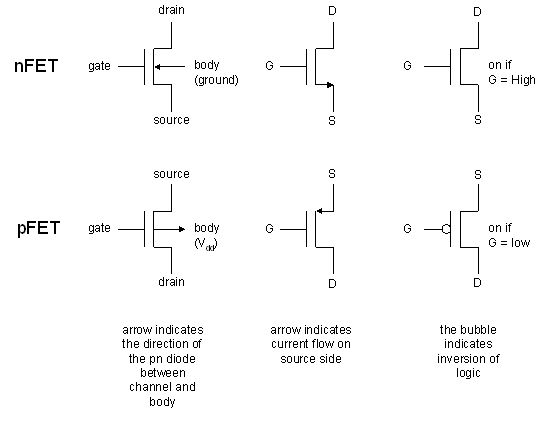 drain
D
D
nFET
gate
body
(ground)
G
G
on if
G = High
source
S
S
source
S
S
pFET
gate
body
(Vdd)
G
G
on if
G = low
drain
D
D
arrow indicates
the direction of
the pn diode
between
channel and
body
arrow indicates
current flow on
source side
the bubble
indicates
inversion of
logic